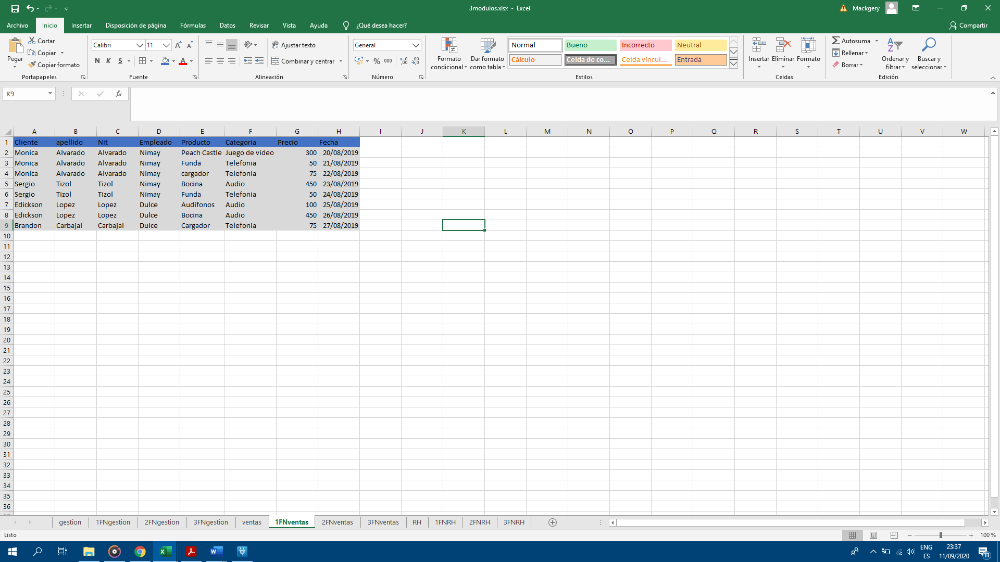 3modulos.xlsx - Excel
Mackgery
Archivo Inicio Insertar Disposición de página Fórmulas Datos Revisar Vista Ayuda ¿Qué desea hacer? Compartir
Pegar
Cortar
Copiar
Copiar formato
Portapapeles
Calibri 11
N K S
Fuente
Ajustar texto
Combinar y centrar
Alineación
General
% 000
Número
Formato condicional
Dar formato como tabla
Normal Bueno Incorrecto Neutral
Cálculo Celda de co... Celda vincul... Entrada
Estilos
Insertar Eliminar Formato
Celdas
Autosuma
Rellenar
Borrar
Ordenar y filtrar
Buscar y seleccionar
Edición
K9 fx
A B C D E F G H I J K L M N O P Q R S T U V W
1 Cliente apellido Nit Empleado Producto Categoria Precio Fecha
2 Monica Alvarado Alvarado Nimay Peach Castle Juego de video 300 20/08/2019
3 Monica Alvarado Alvarado Nimay Funda Telefonia 50 21/08/2019
4 Monica Alvarado Alvarado Nimay cargador Telefonia 75 22/08/2019
5 Sergio Tizol Tizol Nimay Bocina Audio 450 23/08/2019
6 Sergio Tizol Tizol Nimay Funda Telefonia 50 24/08/2019
7 Edickson Lopez Lopez Dulce Audifonos Audio 100 25/08/2019
8 Edickson Lopez Lopez Dulce Bocina Audio 450 26/08/2019
9 Brandon Carbajal Carbajal Dulce Cargador Telefonia 75 27/08/2019
10
11
12
13
14
15
16
17
18
19
20
21
22
23
24
25
26
27
28
29
30
31
32
33
34
35
36
gestion 1FNgestion 2FNgestion 3FNgestion ventas 1FNventas 2FNventas 3FNventas RH 1FNRH 2FNRH 3FNRH
Listo 100 %
ENG
ES
23:37
11/09/2020
11